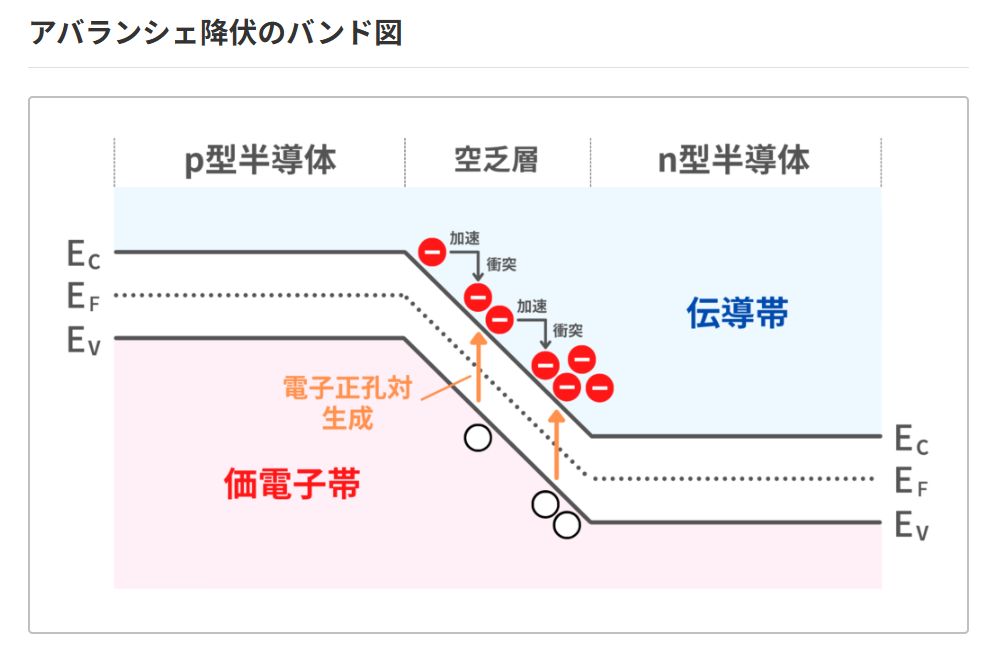 アバランシェ降伏のバンド図
p型半導体
空乏層
n型半導体
EC
EF
EV
加速
衝突
加速
衝突
伝導帯
電子正孔対
生成
価電子帯
EC
EF
EV